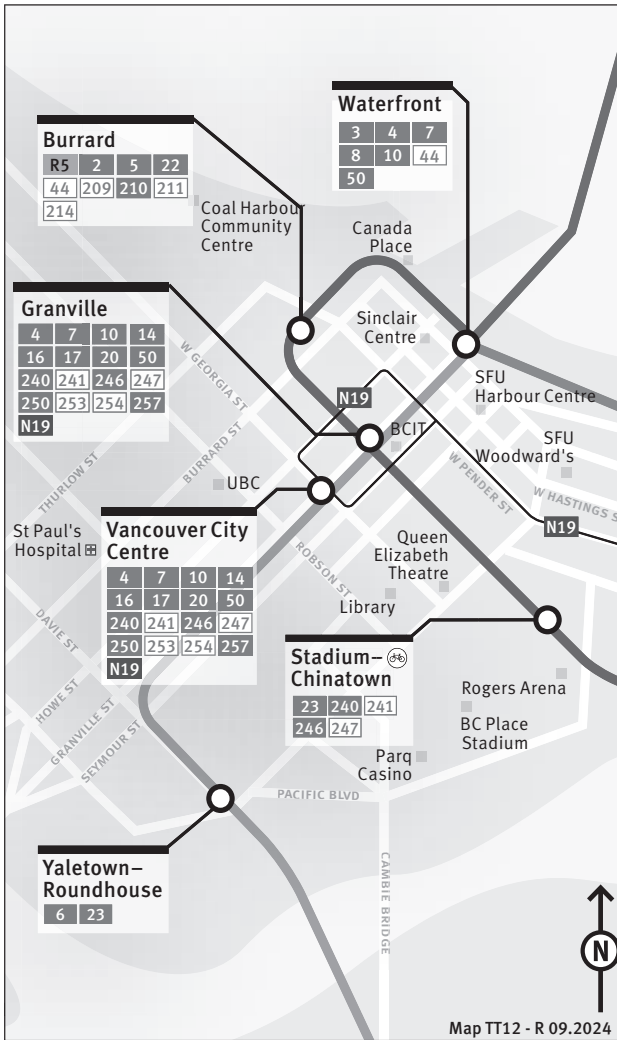 Waterfront
3 4 7
8 10 44
50
Burrard
R5 2 5 22
44 209 210 211
214
Coal Harbour
Community
Centre
Canada
Place
Granville
4 7 10 14
16 17 20 50
240 241 246 247
250 253 254 257
N19
Sinclair
Centre
W GEORGIA ST
N19
SFU
Harbour Centre
BURRARD ST
BCIT
SFU
Woodward's
THURLOW ST
UBC
W PENDER ST
W HASTINGS S
N19
St Paul's
Hospital
Vancouver City
Centre
4 7 10 14
16 17 20 50
240 241 246 247
250 253 254 257
N19
ROBSON ST
Queen
Elizabeth
Theatre
Library
DAVIE ST
HOWE ST
GRANVILLE ST
SEYMOUR ST
Stadium–
Chinatown
23 240 241
246 247
Rogers Arena
BC Place
Stadium
Parq
Casino
PACIFIC BLVD
Yaletown–
Roundhouse
6 23
CAMBIE BRIDGE
N
Map TT12 - R 09.2024